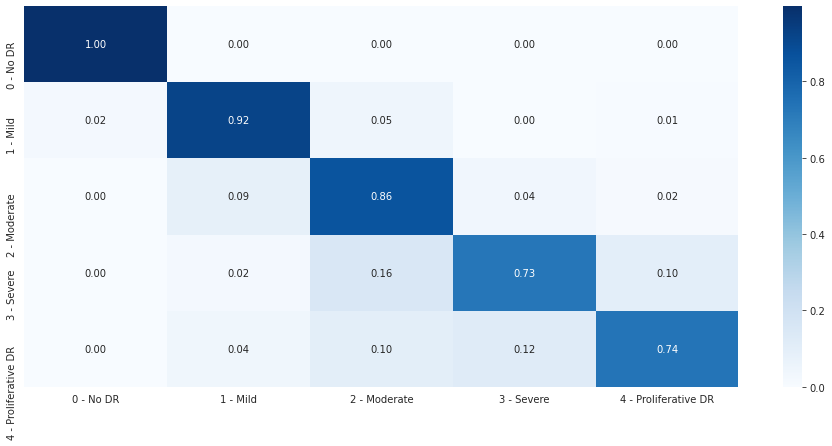 0 - No DR
1.00 0.00 0.00 0.00 0.00
1 - Mild
0.02 0.92 0.05 0.00 0.01
2 - Moderate
0.00 0.09 0.86 0.04 0.02
3 - Severe
0.00 0.02 0.16 0.73 0.10
4 - Proliferative DR
0.00 0.04 0.10 0.12 0.74
0 - No DR 1 - Mild 2 - Moderate 3 - Severe 4 - Proliferative DR
0.8
0.6
0.4
0.2
0.0